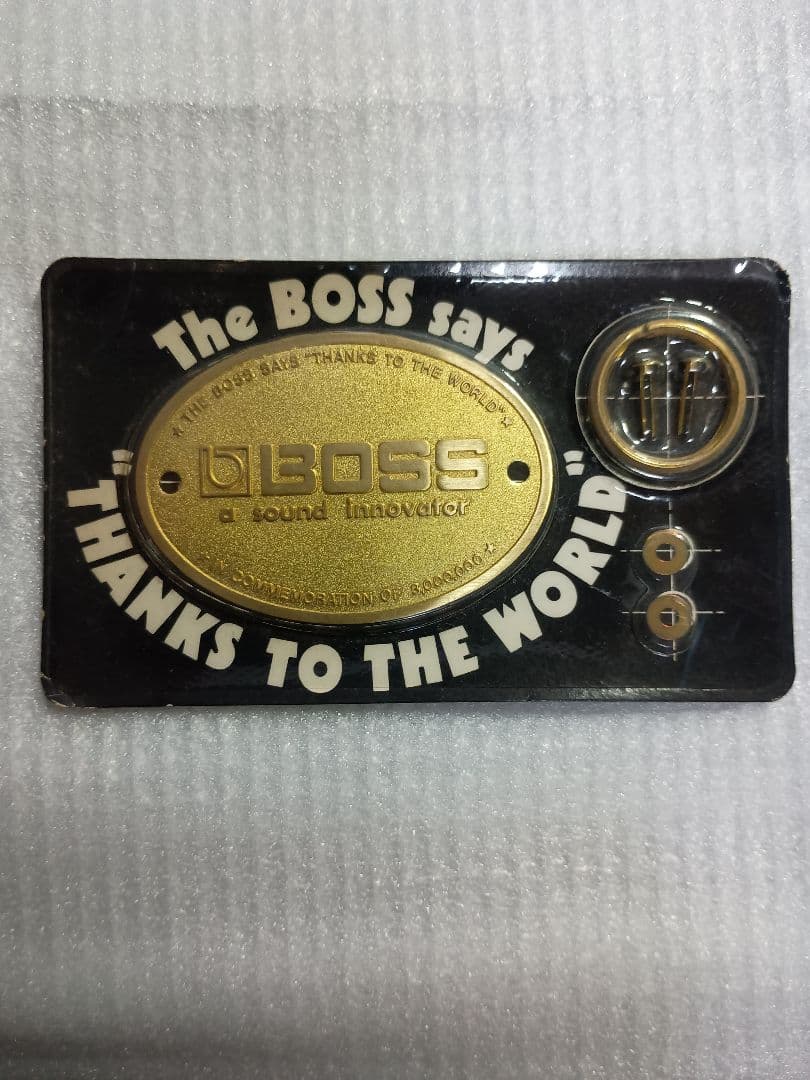 The BOSS says
★ THE BOSS SAYS "THANKS TO THE WORLD" ★
BOSS
a sound innovator
★ IN COMMEMORATION OF 3,000,000 ★
"THANKS TO THE WORLD"